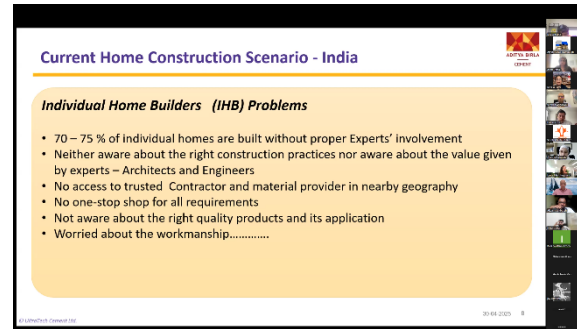 Current Home Construction Scenario - India
ADITYA BIRLA
CEMENT
Individual Home Builders (IHB) Problems
• 70 – 75 % of individual homes are built without proper Experts' involvement
• Neither aware about the right construction practices nor aware about the value given
by experts – Architects and Engineers
• No access to trusted Contractor and material provider in nearby geography
• No one-stop shop for all requirements
• Not aware about the right quality products and its application
• Worried about the workmanship………….
UltraTech Cement Ltd.
8